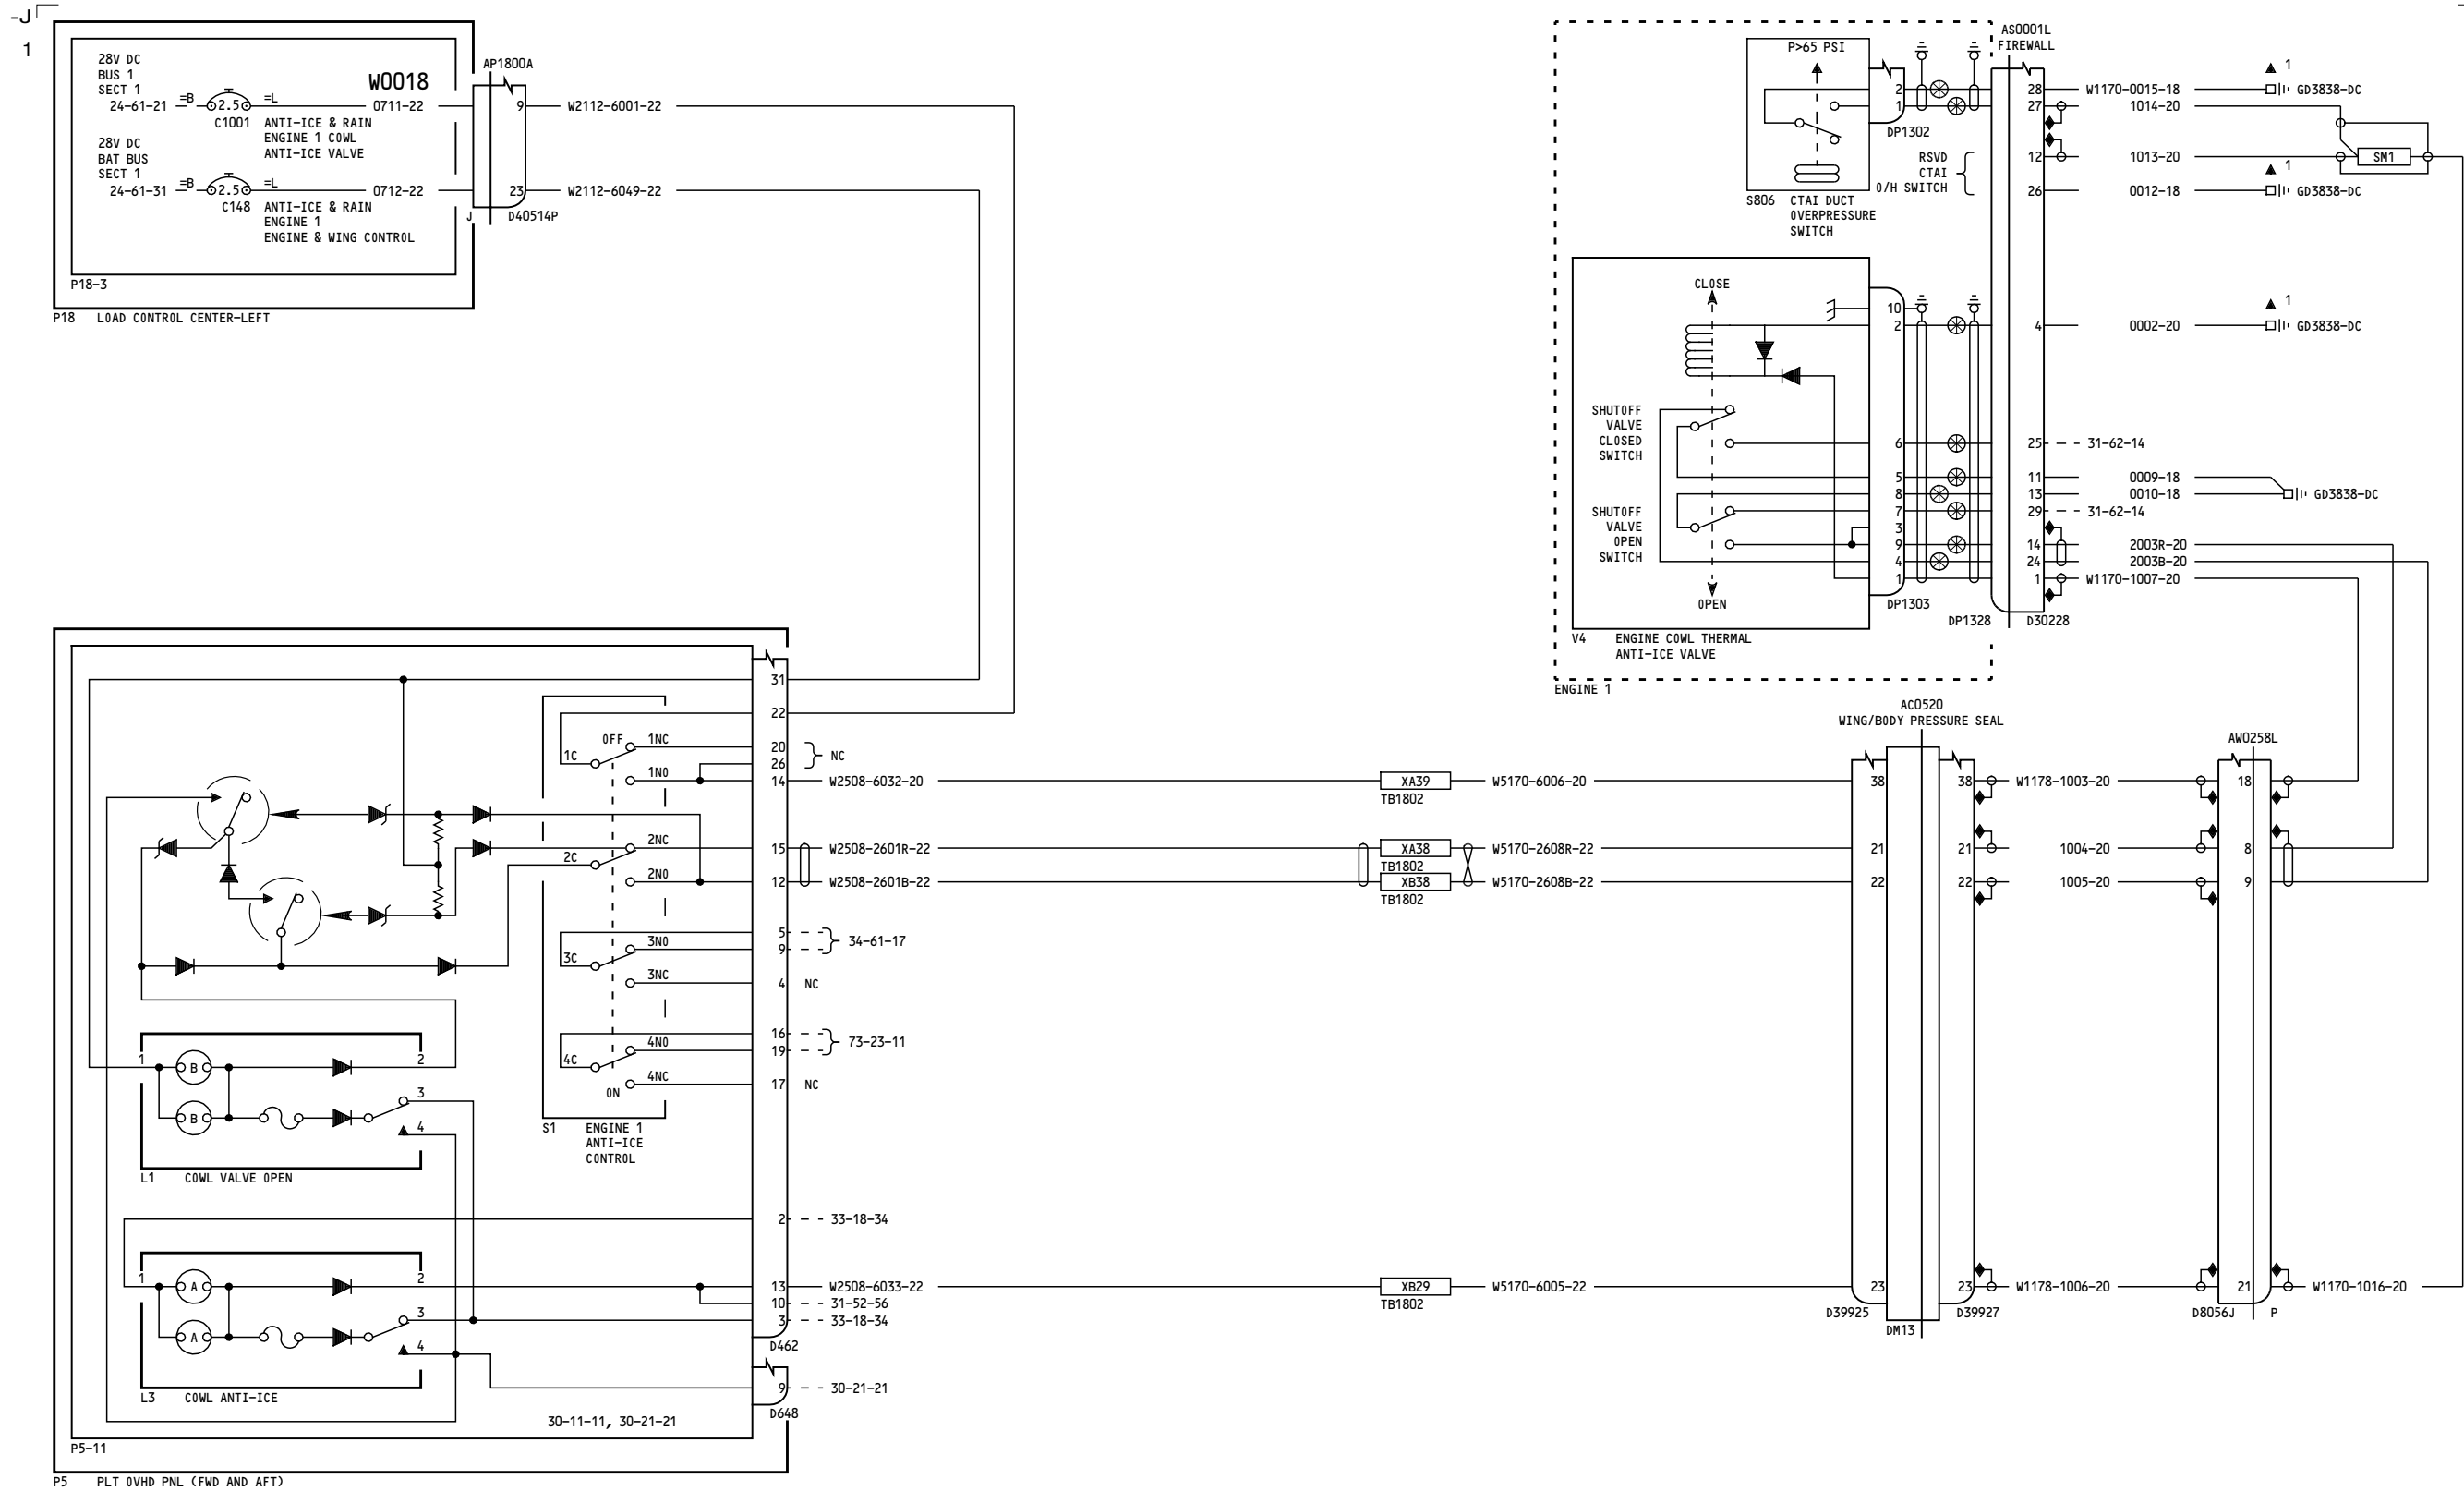 -J
1
28V DC
BUS 1
SECT 1
24-61-21 =B 2.5 =L
W0018
0711-22
C1001 ANTI-ICE & RAIN
ENGINE 1 COWL
ANTI-ICE VALVE
28V DC
BAT BUS
SECT 1
24-61-31 =B 2.5 =L
0712-22
C148 ANTI-ICE & RAIN
ENGINE 1
ENGINE & WING CONTROL
P18-3
P18 LOAD CONTROL CENTER-LEFT
AP1800A
9 W2112-6001-22
23 W2112-6049-22
J D40514P
P>65 PSI
S806 CTAI DUCT
OVERPRESSURE
SWITCH
2
1
DP1302
RSVD
CTAI
O/H SWITCH
AS0001L
FIREWALL
28 W1170-0015-18 GD3838-DC
1
27 1014-20
12 1013-20 SM1
1
26 0012-18 GD3838-DC
1
4 0002-20 GD3838-DC
CLOSE
10
2
SHUTOFF
VALVE
CLOSED
SWITCH
6 25 31-62-14
5 11 0009-18
8 13 0010-18 GD3838-DC
7 29 31-62-14
SHUTOFF
VALVE
OPEN
SWITCH
3
9 14 2003R-20
4 24 2003B-20
1 1 W1170-1007-20
OPEN
DP1303
DP1328 D30228
V4 ENGINE COWL THERMAL
ANTI-ICE VALVE
ENGINE 1
31
22
OFF 1NC 20
1C 26 NC
1NO 14 W2508-6032-20 XA39 W5170-6006-20 38 38 W1178-1003-20 18
TB1802
2NC 15 W2508-2601R-22 XA38 W5170-2608R-22 21 21 1004-20 8
2C TB1802
2NO 12 W2508-2601B-22 XB38 W5170-2608B-22 22 22 1005-20 9
TB1802
5
3NO 9 34-61-17
3C
3NC 4 NC
16
4NO 19 73-23-11
4C
4NC 17 NC
ON
S1 ENGINE 1
ANTI-ICE
CONTROL
AC0520
WING/BODY PRESSURE SEAL
AW0258L
1 B 2
3
B 4
L1 COWL VALVE OPEN
2 33-18-34
1 A 2
13 W2508-6033-22 XB29 W5170-6005-22 23 23 W1178-1006-20 21 W1170-1016-20
10 31-52-56 TB1802
3 3 33-18-34
A 4
D462
D39925 DM13 D39927 D8056J P
L3 COWL ANTI-ICE
9 30-21-21
D648
30-11-11, 30-21-21
P5-11
P5 PLT OVHD PNL (FWD AND AFT)